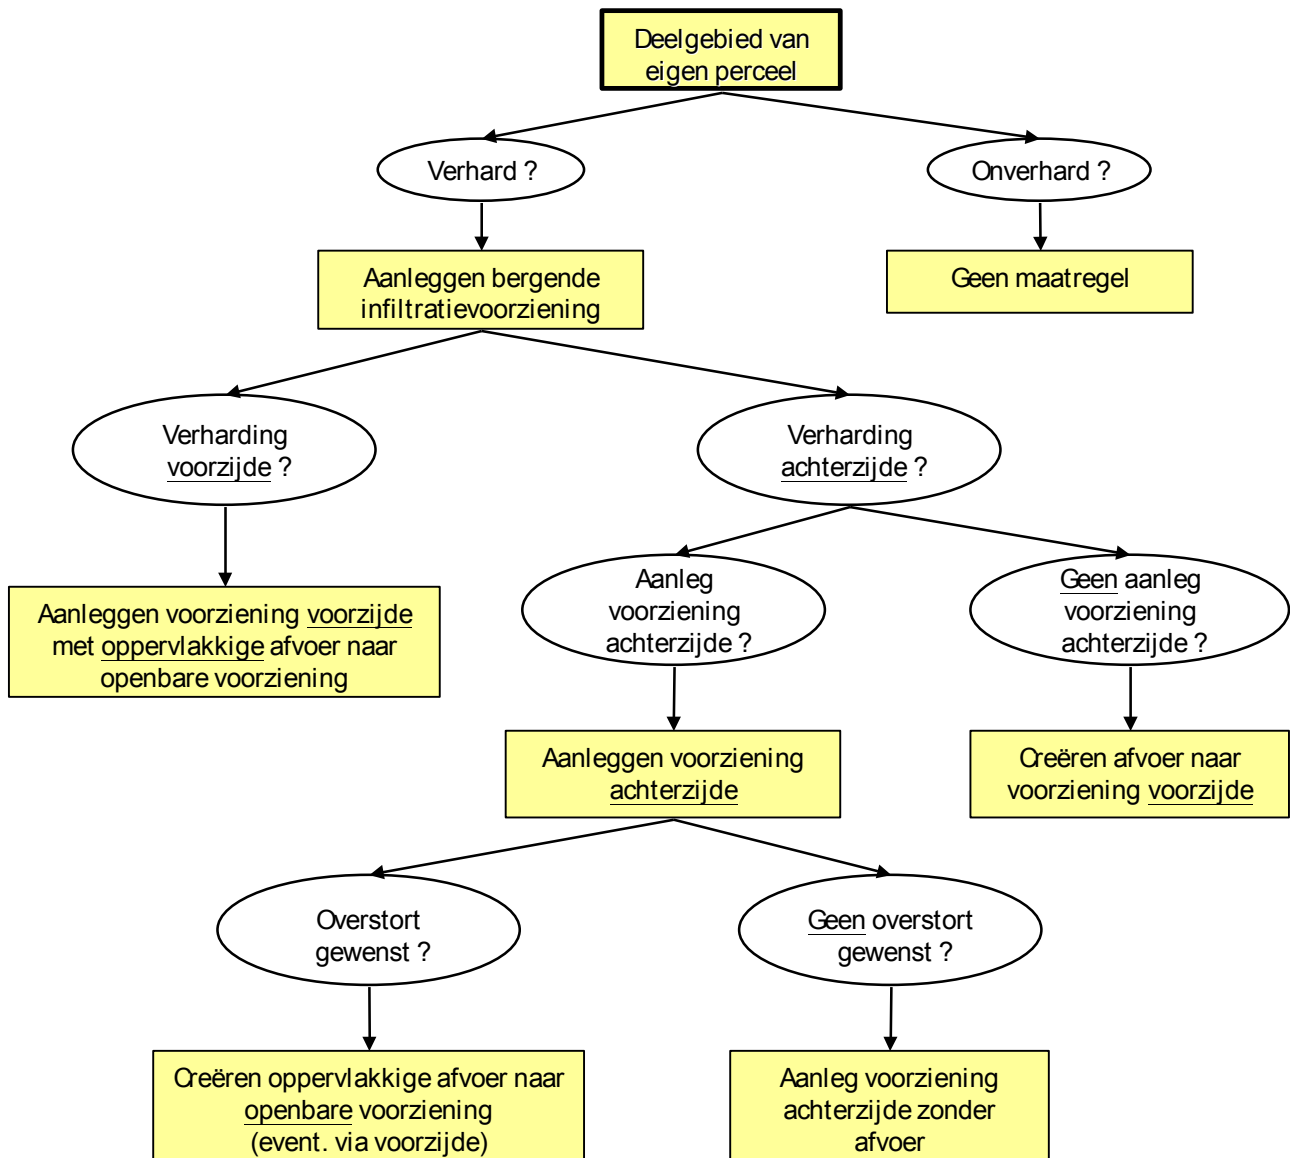 Deelgebied van
eigen perceel
Verhard ?
Onverhard ?
Aanleggen bergende
infiltratievoorziening
Geen maatregel
Verharding
voorzijde ?
Verharding
achterzijde ?
Aanleggen voorziening voorzijde
met oppervlakkige afvoer naar
openbare voorziening
Aanleg
voorziening
achterzijde ?
Geen aanleg
voorziening
achterzijde ?
Aanleggen voorziening
achterzijde
Creëren afvoer naar
voorziening voorzijde
Overstort
gewenst ?
Geen overstort
gewenst ?
Creëren oppervlakkige afvoer naar
openbare voorziening
(event. via voorzijde)
Aanleg voorziening
achterzijde zonder
afvoer